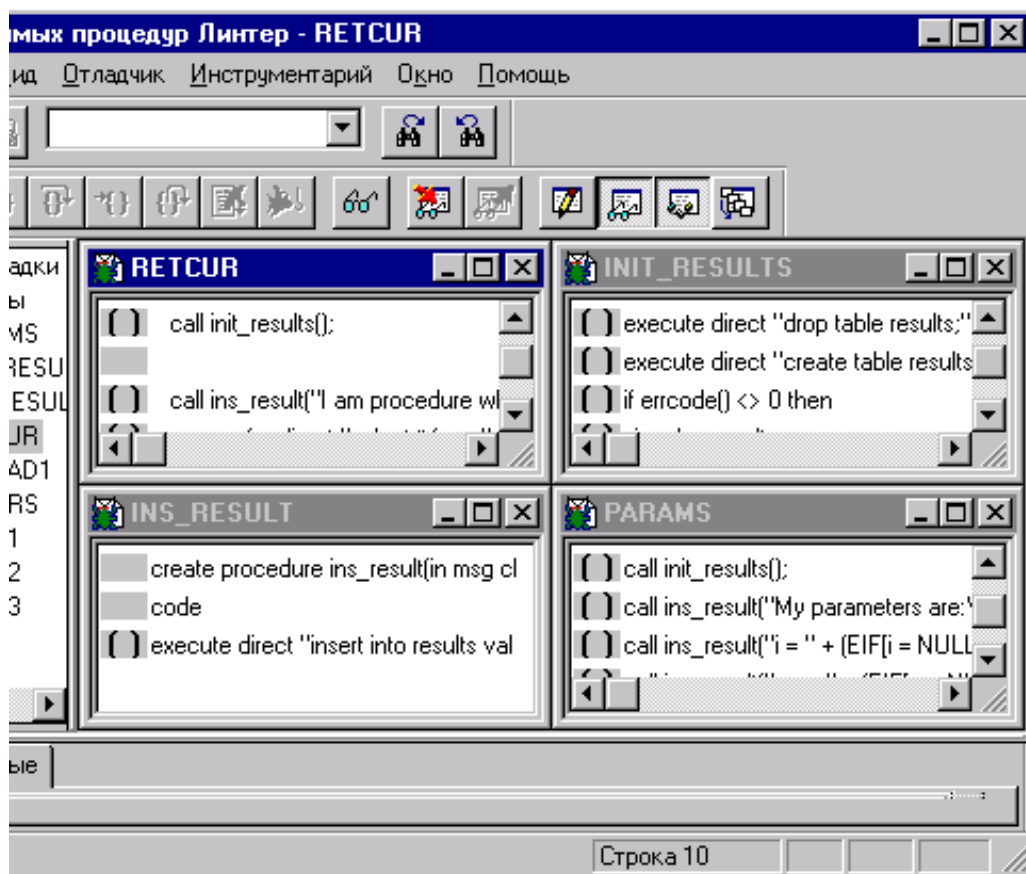 имых процедур Линтер - RETCUR
ид Отладчик Инструментарий Окно Помощь
адки
ы
MS
RESU
ESUL
UR
AD1
RS
1
2
3
RETCUR
call init_results();
call ins_result("I am procedure wh
INIT_RESULTS
execute direct "drop table results;"
execute direct "create table results
if errcode() <> 0 then
INS_RESULT
create procedure ins_result(in msg cl
code
execute direct "insert into results val
PARAMS
call init_results();
call ins_result("My parameters are:"
call ins_result("i = " + (EIF[i = NULL
ые
Строка 10